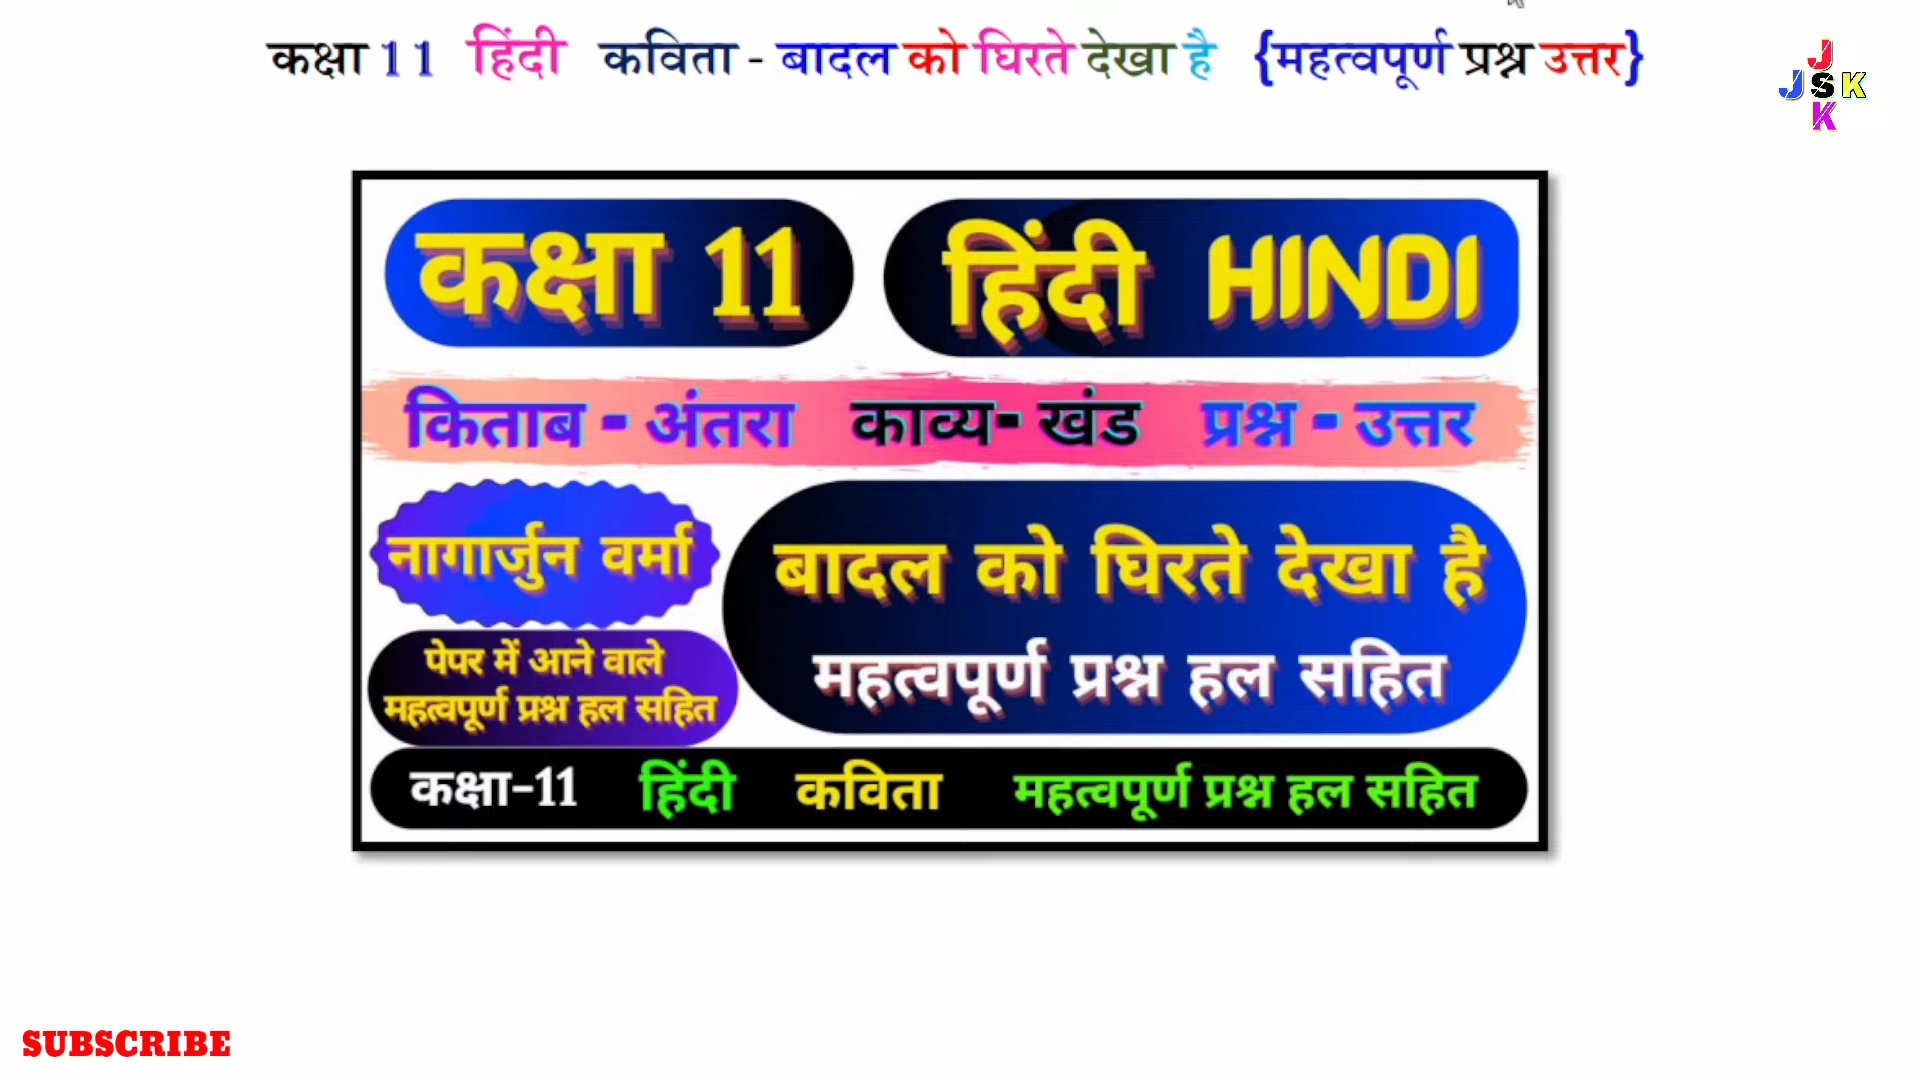 कक्षा 11 हिंदी कविता - बादल को घिरते देखा है {महत्वपूर्ण प्रश्न उत्तर}
J
J S K
K
कक्षा 11 हिंदी HINDI
किताब - अंतरा काव्य- खंड प्रश्न - उत्तर
नागार्जुन वर्मा
बादल को घिरते देखा है
महत्वपूर्ण प्रश्न हल सहित
पेपर में आने वाले
महत्वपूर्ण प्रश्न हल सहित
कक्षा-11 हिंदी कविता महत्वपूर्ण प्रश्न हल सहित
SUBSCRIBE